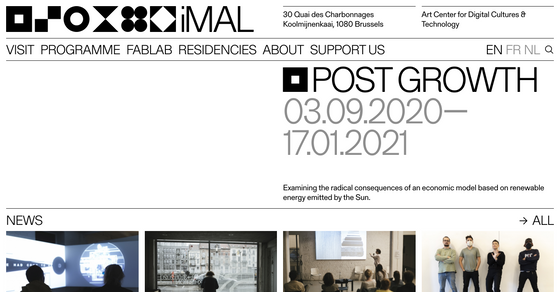 iMAL
30 Quai des Charbonnages
Koolmijnenkaai, 1080 Brussels
Art Center for Digital Cultures &
Technology
VISIT PROGRAMME FABLAB RESIDENCIES ABOUT SUPPORT US
EN FR NL
POST GROWTH
03.09.2020—
17.01.2021
Examining the radical consequences of an economic model based on renewable
energy emitted by the Sun.
NEWS
→ ALL